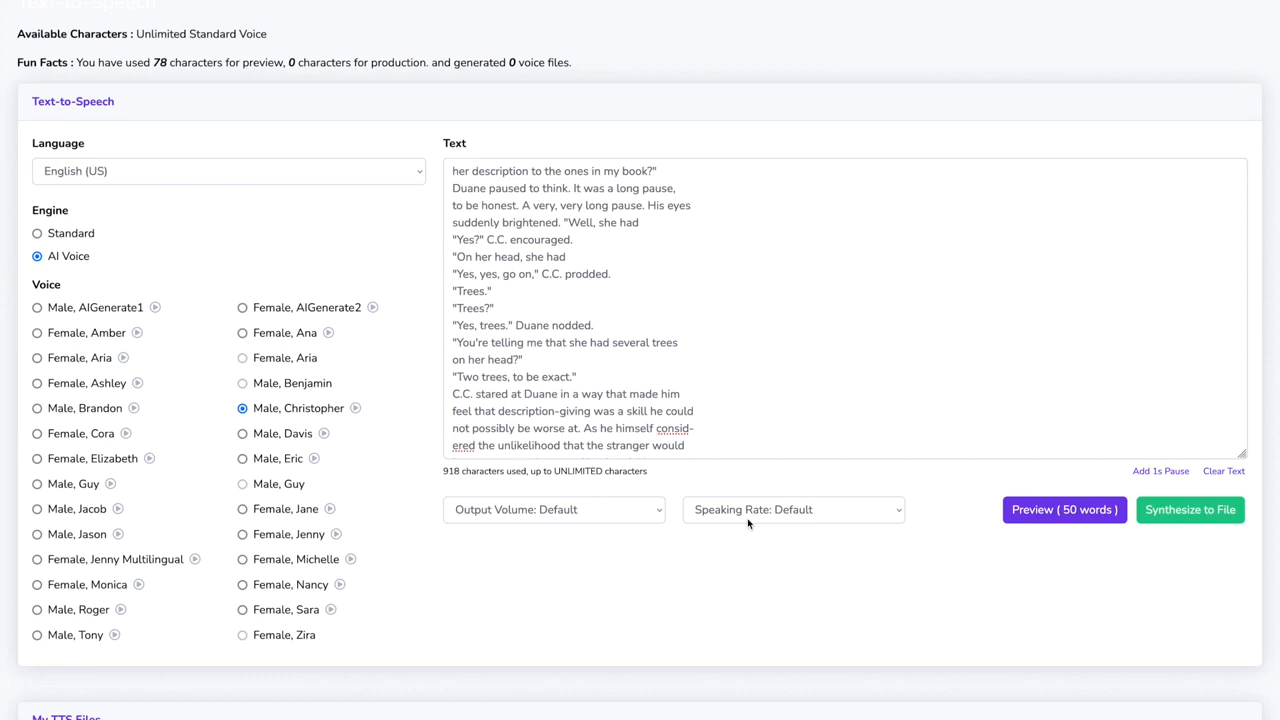 Text-to-Speech
Available Characters : Unlimited Standard Voice
Fun Facts : You have used 78 characters for preview, 0 characters for production. and generated 0 voice files.
Text-to-Speech
Language
English (US)
Engine
Standard
AI Voice
Voice
Male, AIGenerate1
Female, AIGenerate2
Female, Amber
Female, Ana
Female, Aria
Female, Aria
Female, Ashley
Male, Benjamin
Male, Brandon
Male, Christopher
Female, Cora
Male, Davis
Female, Elizabeth
Male, Eric
Male, Guy
Male, Guy
Male, Jacob
Female, Jane
Male, Jason
Female, Jenny
Female, Jenny Multilingual
Female, Michelle
Female, Monica
Female, Nancy
Male, Roger
Female, Sara
Male, Tony
Female, Zira
Text
her description to the ones in my book?"
Duane paused to think. It was a long pause,
to be honest. A very, very long pause. His eyes
suddenly brightened. "Well, she had
"Yes?" C.C. encouraged.
"On her head, she had
"Yes, yes, go on," C.C. prodded.
"Trees."
"Trees?"
"Yes, trees." Duane nodded.
"You're telling me that she had several trees
on her head?"
"Two trees, to be exact."
C.C. stared at Duane in a way that made him
feel that description-giving was a skill he could
not possibly be worse at. As he himself consid-
ered the unlikelihood that the stranger would
918 characters used, up to UNLIMITED characters
Add 1s Pause
Clear Text
Output Volume: Default
Speaking Rate: Default
Preview ( 50 words )
Synthesize to File
My TTS Files